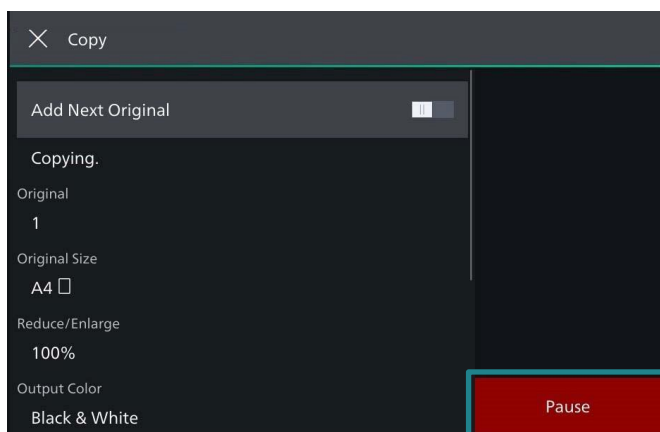 Copy
Add Next Original
Copying.
Original
1
Original Size
A4
Reduce/Enlarge
100%
Output Color
Black & White
Pause